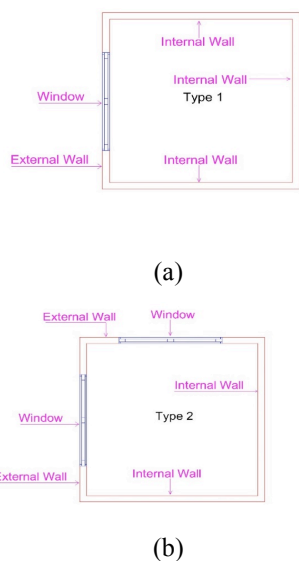 Internal Wall
Internal Wall
Window
Type 1
External Wall
Internal Wall
(a)
External Wall
Window
Internal Wall
Window
Type 2
External Wall
Internal Wall
(b)